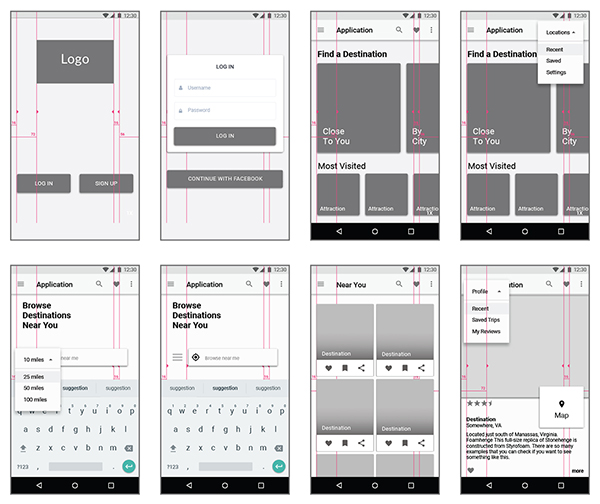 12:30
Logo
LOG IN
SIGN UP
12:30
LOG IN
Username
Password
LOG IN
CONTINUE WITH FACEBOOK
12:30
Application
Find a Destination
Close
To You
By
City
Most Visited
Attraction
Attraction
Attraction
1X
12:30
Application
Locations
Recent
Saved
Settings
Find a Destination
Close
To You
By
City
Most Visited
Attraction
Attraction
Attraction
1X
12:30
Application
Browse
Destinations
Near You
10 miles
near me
25 miles
50 miles
100 miles
suggestion
suggestion
w e r t y u i o p
a s d f g h j k l
z x c v b n m
?123 , .
12:30
Application
Browse
Destinations
Near You
Browse near me
suggestion suggestion suggestion
q w e r t y u i o p
a s d f g h j k l
z x c v b n m
?123 , .
12:30
Near You
Destination
Destination
Destination
Destination
12:30
Profile
ation
Recent
Saved Trips
My Reviews
Map
Destination
Somewhere, VA
Located just south of Manassas, Virginia
Foamhenge This full-size replica of Stonehenge is
constructed from Styrofoam. There are so many
examples that you can check if you want to see
something like this.
more